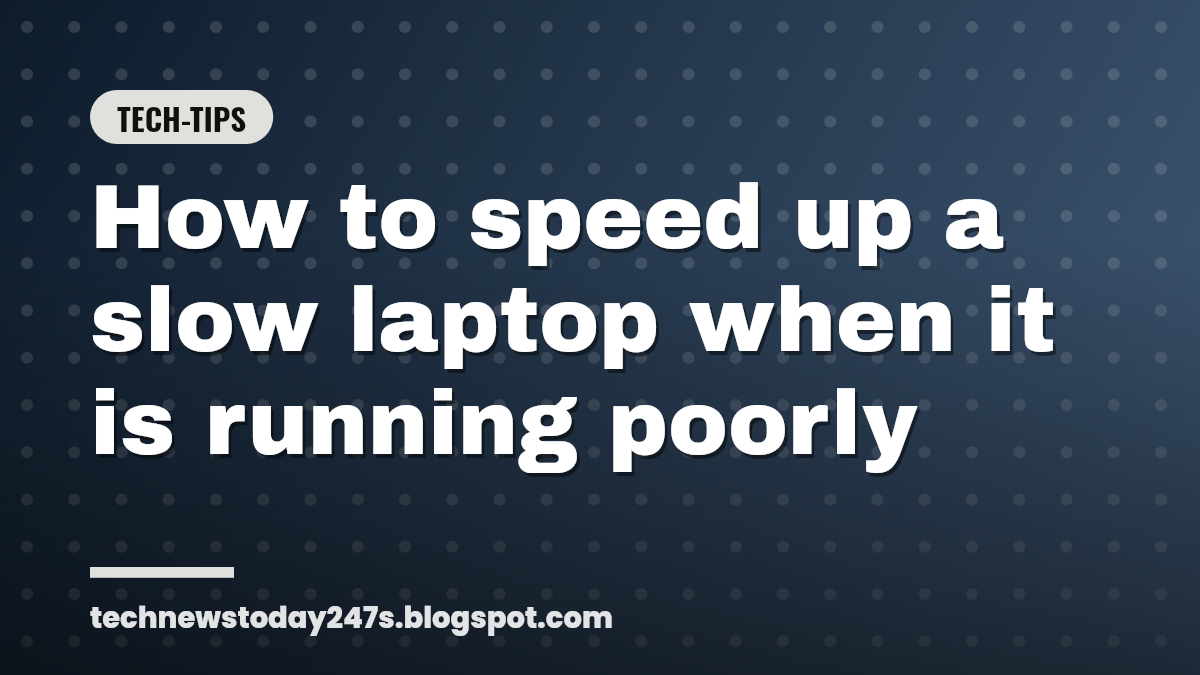 TECH-TIPS
How to speed up a
slow laptop when it
is running poorly
technewstoday247s.blogspot.com